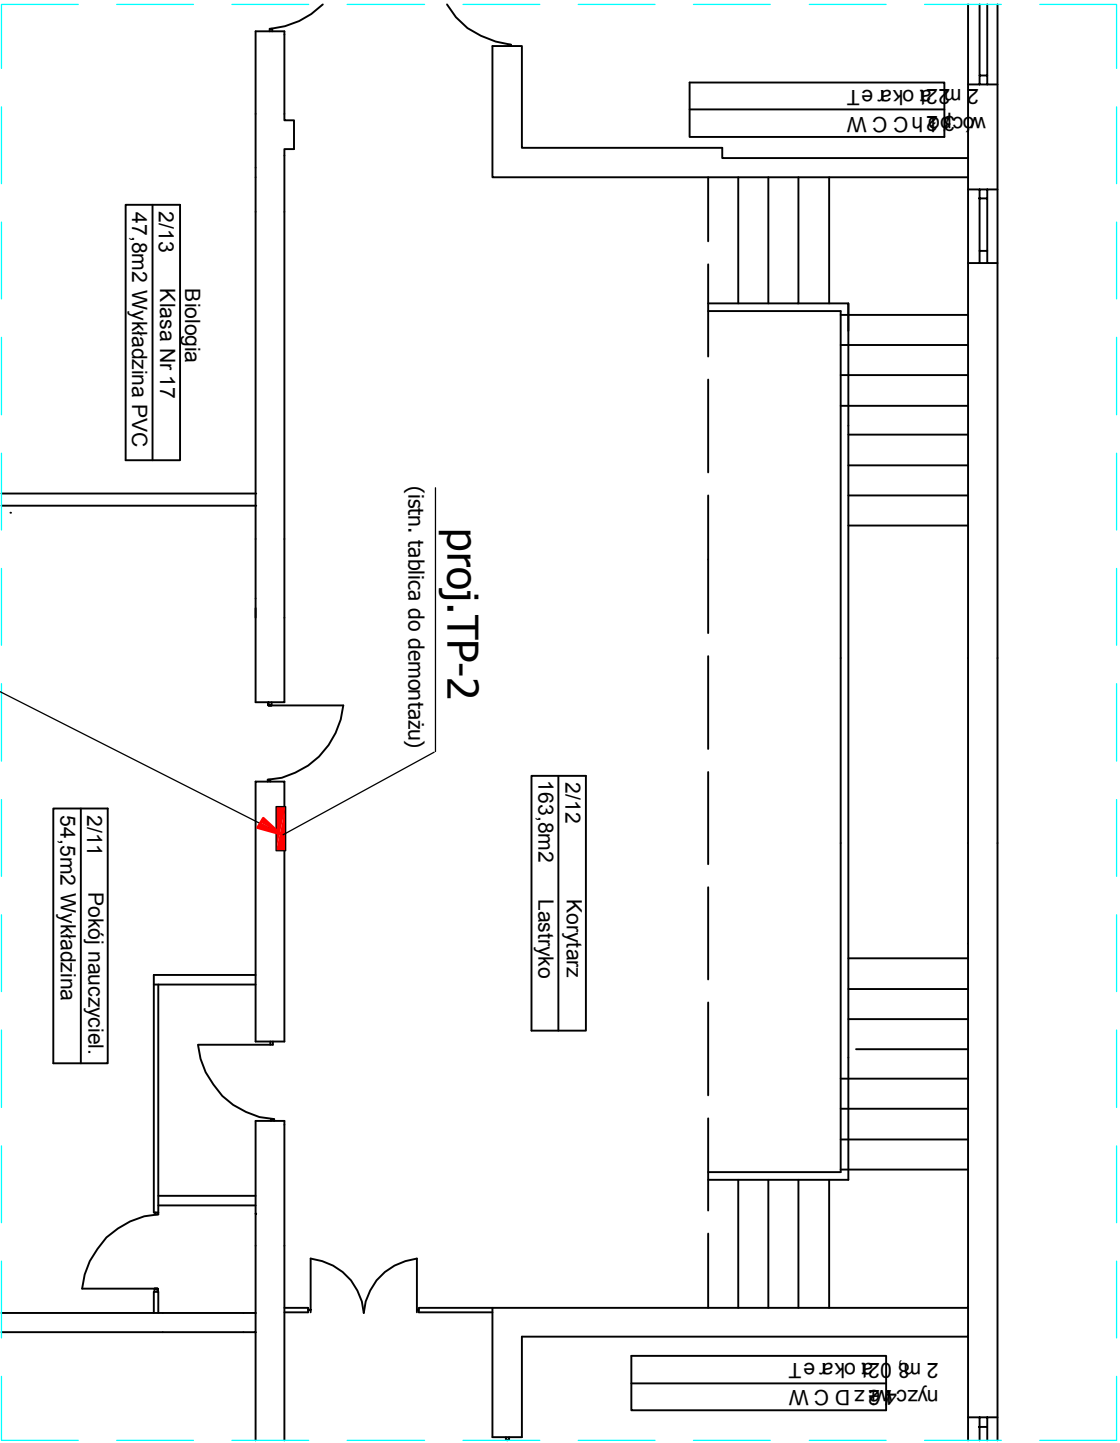 Biologia
2/13 Klasa Nr 17
47,8m2 Wykładzina PVC
proj.TP-2
(istn. tablica do demontażu)
2/12 Korytarz
163,8m2 Lastryko
2/11 Pokój nauczyciel.
54,5m2 Wykładzina